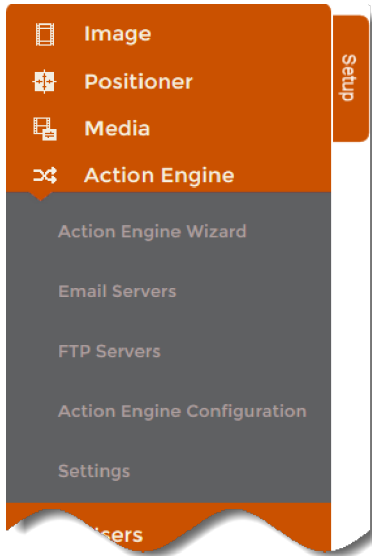 Image
Positioner
Media
Action Engine
Action Engine Wizard
Email Servers
FTP Servers
Action Engine Configuration
Settings
Setup